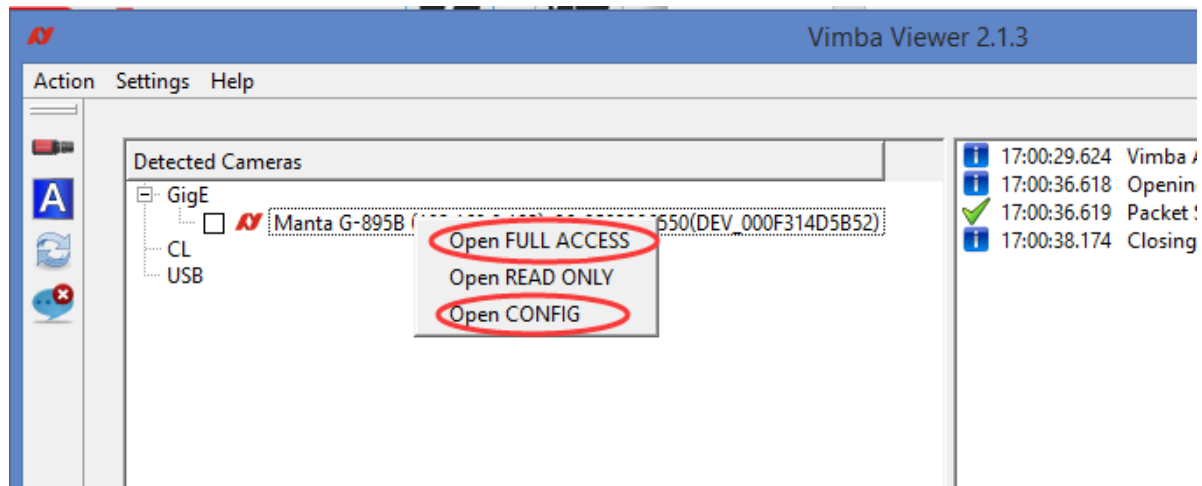 Vimba Viewer 2.1.3
Action Settings Help
Detected Cameras
GigE
Manta G-895B 550(DEV_000F314D5B52)
Open FULL ACCESS
Open READ ONLY
Open CONFIG
CL
USB
A
17:00:29.624 Vimba
17:00:36.618
17:00:36.619 Packet
17:00:38.174 Closing